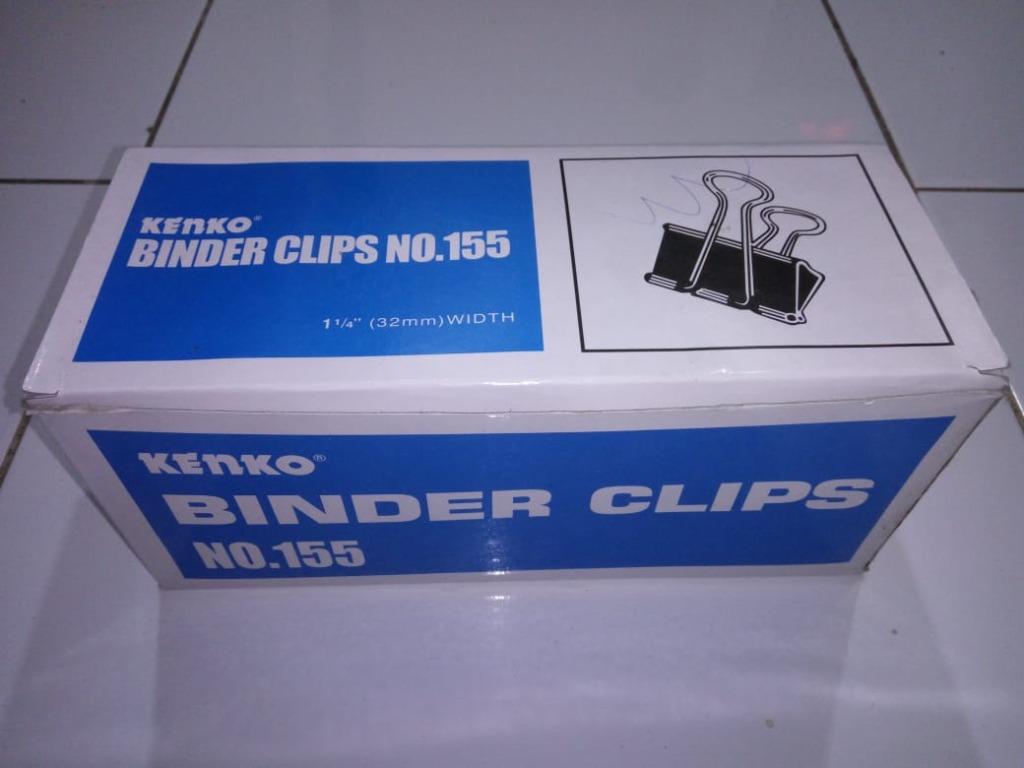 KENKO®
BINDER CLIPS NO.155
1 1/4" (32mm) WIDTH
KENKO®
BINDER CLIPS
NO.155